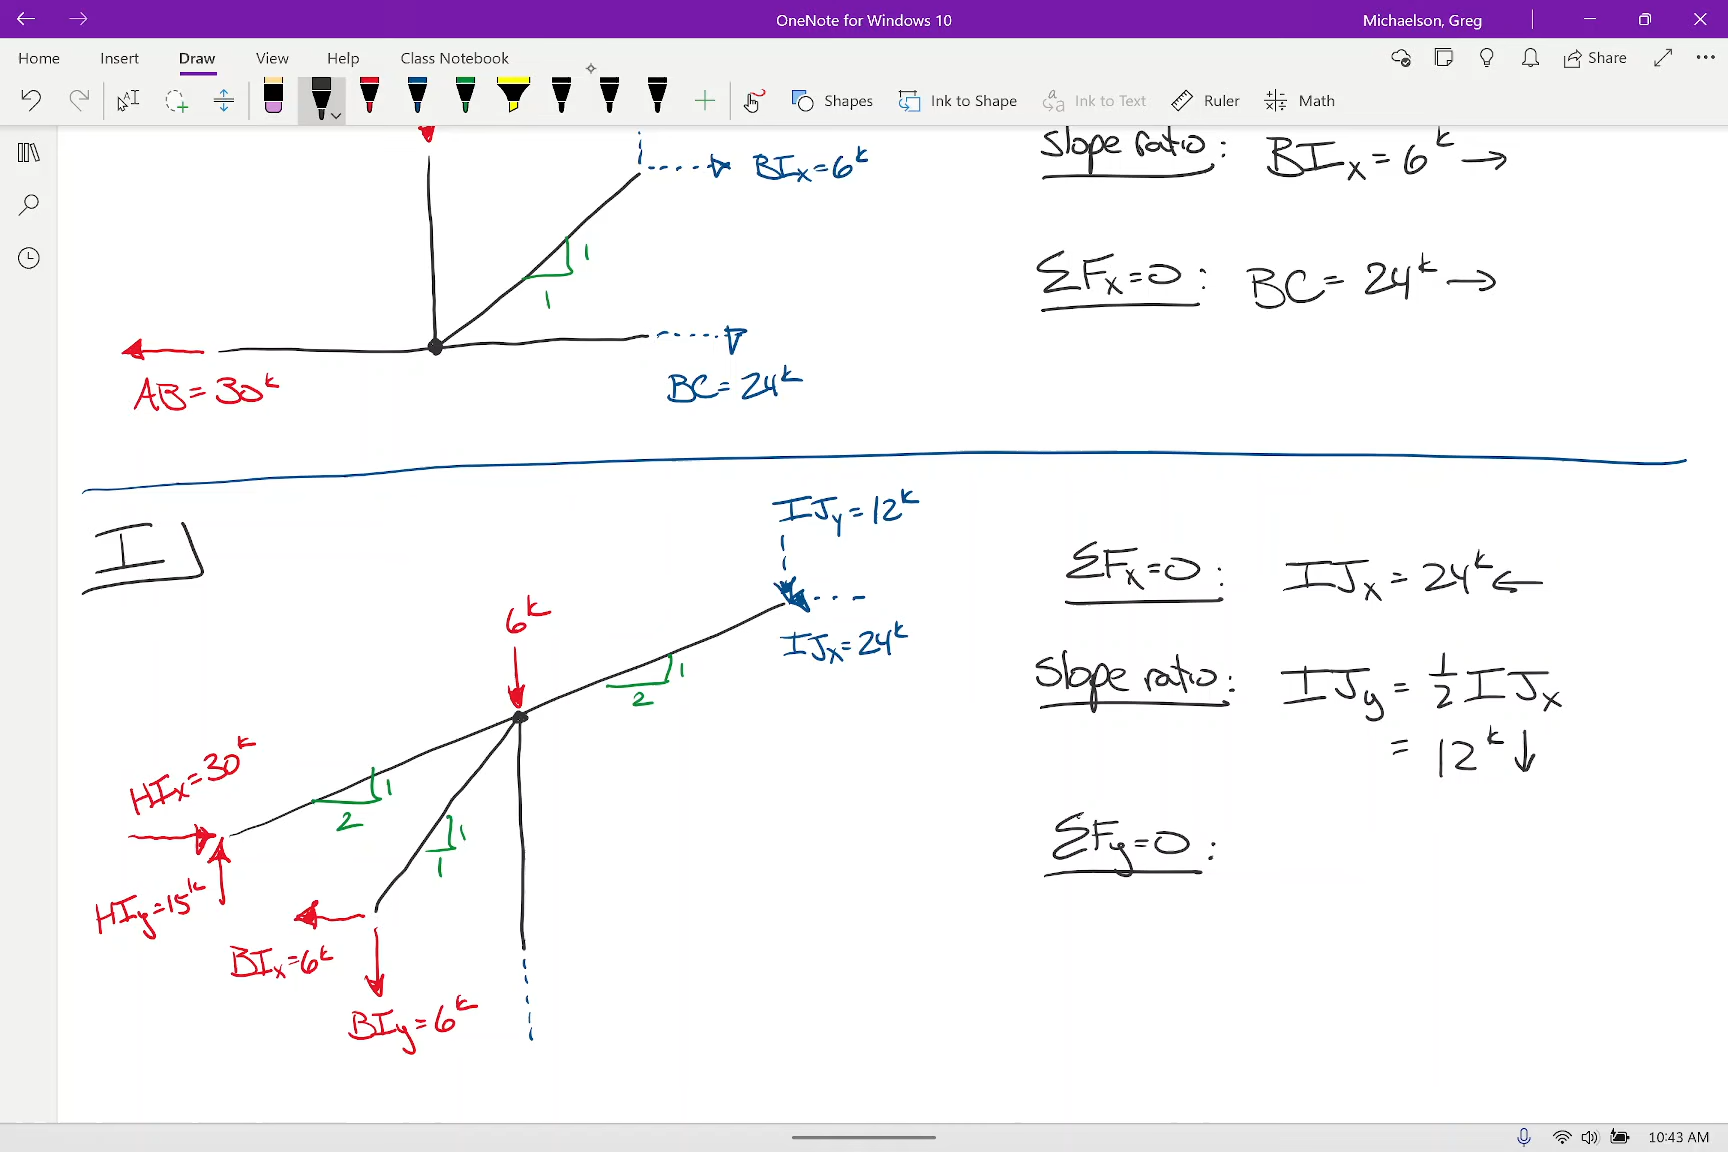 OneNote for Windows 10
Michaelson, Greg
Home Insert Draw View Help Class Notebook
Share
Shapes Ink to Shape Ink to Text Ruler Math
BIx=6ᵏ
1
1
AB=30ᵏ
BC=24ᵏ
slope ratio: BIx=6ᵏ→
ΣFx=0: BC=24ᵏ→
I
IJy=12ᵏ
IJx=24ᵏ
6ᵏ
1
2
HIx=30ᵏ
1
2
HIy=15ᵏ
1
1
BIx=6ᵏ
BIy=6ᵏ
ΣFx=0: IJx=24ᵏ←
slope ratio: IJy=½IJx
=12ᵏ↓
ΣFy=0:
10:43 AM